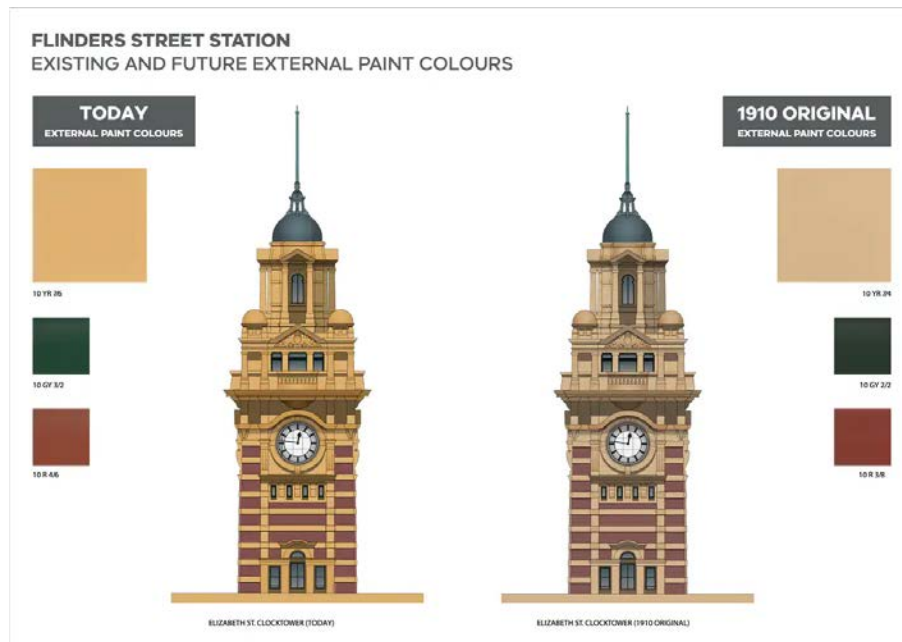 FLINDERS STREET STATION
EXISTING AND FUTURE EXTERNAL PAINT COLOURS
TODAY
EXTERNAL PAINT COLOURS
1910 ORIGINAL
EXTERNAL PAINT COLOURS
10 YR 7/6
10 YR 7/4
10 GY 3/2
10 GY 2/2
10 R 4/6
10 R 3/8
ELIZABETH ST. CLOCKTOWER (TODAY)
ELIZABETH ST. CLOCKTOWER (1910 ORIGINAL)